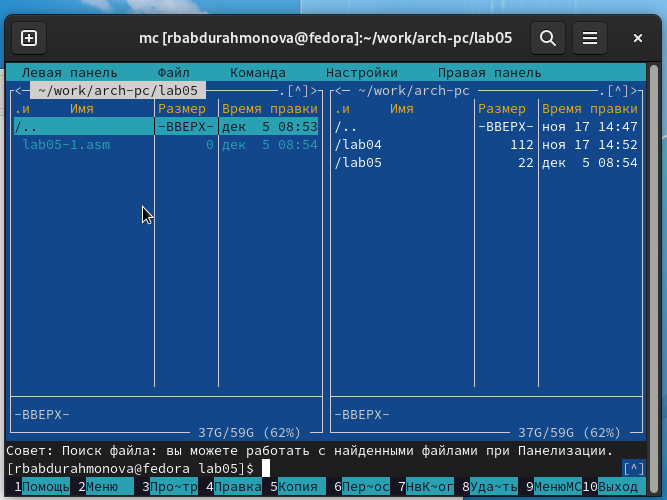 mc [rbabdurahmonova@fedora]:~/work/arch-pc/lab05
Левая панель Файл Команда Настройки Правая панель
<─ ~/work/arch-pc/lab05 .[^]> <─ ~/work/arch-pc .[^]>
.и Имя Размер Время правки .и Имя Размер Время правки
/.. -ВВЕРХ- дек 5 08:53 /.. -ВВЕРХ- ноя 17 14:47
lab05-1.asm 0 дек 5 08:54 /lab04 112 ноя 17 14:52
/lab05 22 дек 5 08:54
-ВВЕРХ- -ВВЕРХ-
37G/59G (62%) 37G/59G (62%)
Совет: Поиск файла: вы можете работать с найденными файлами при Панелизации.
[rbabdurahmonova@fedora lab05]$ [^]
1Помощь 2Меню 3Про~тр 4Правка 5Копия 6Пер~ос 7НвК~ог 8Уда~ть 9МенюMC 10Выход